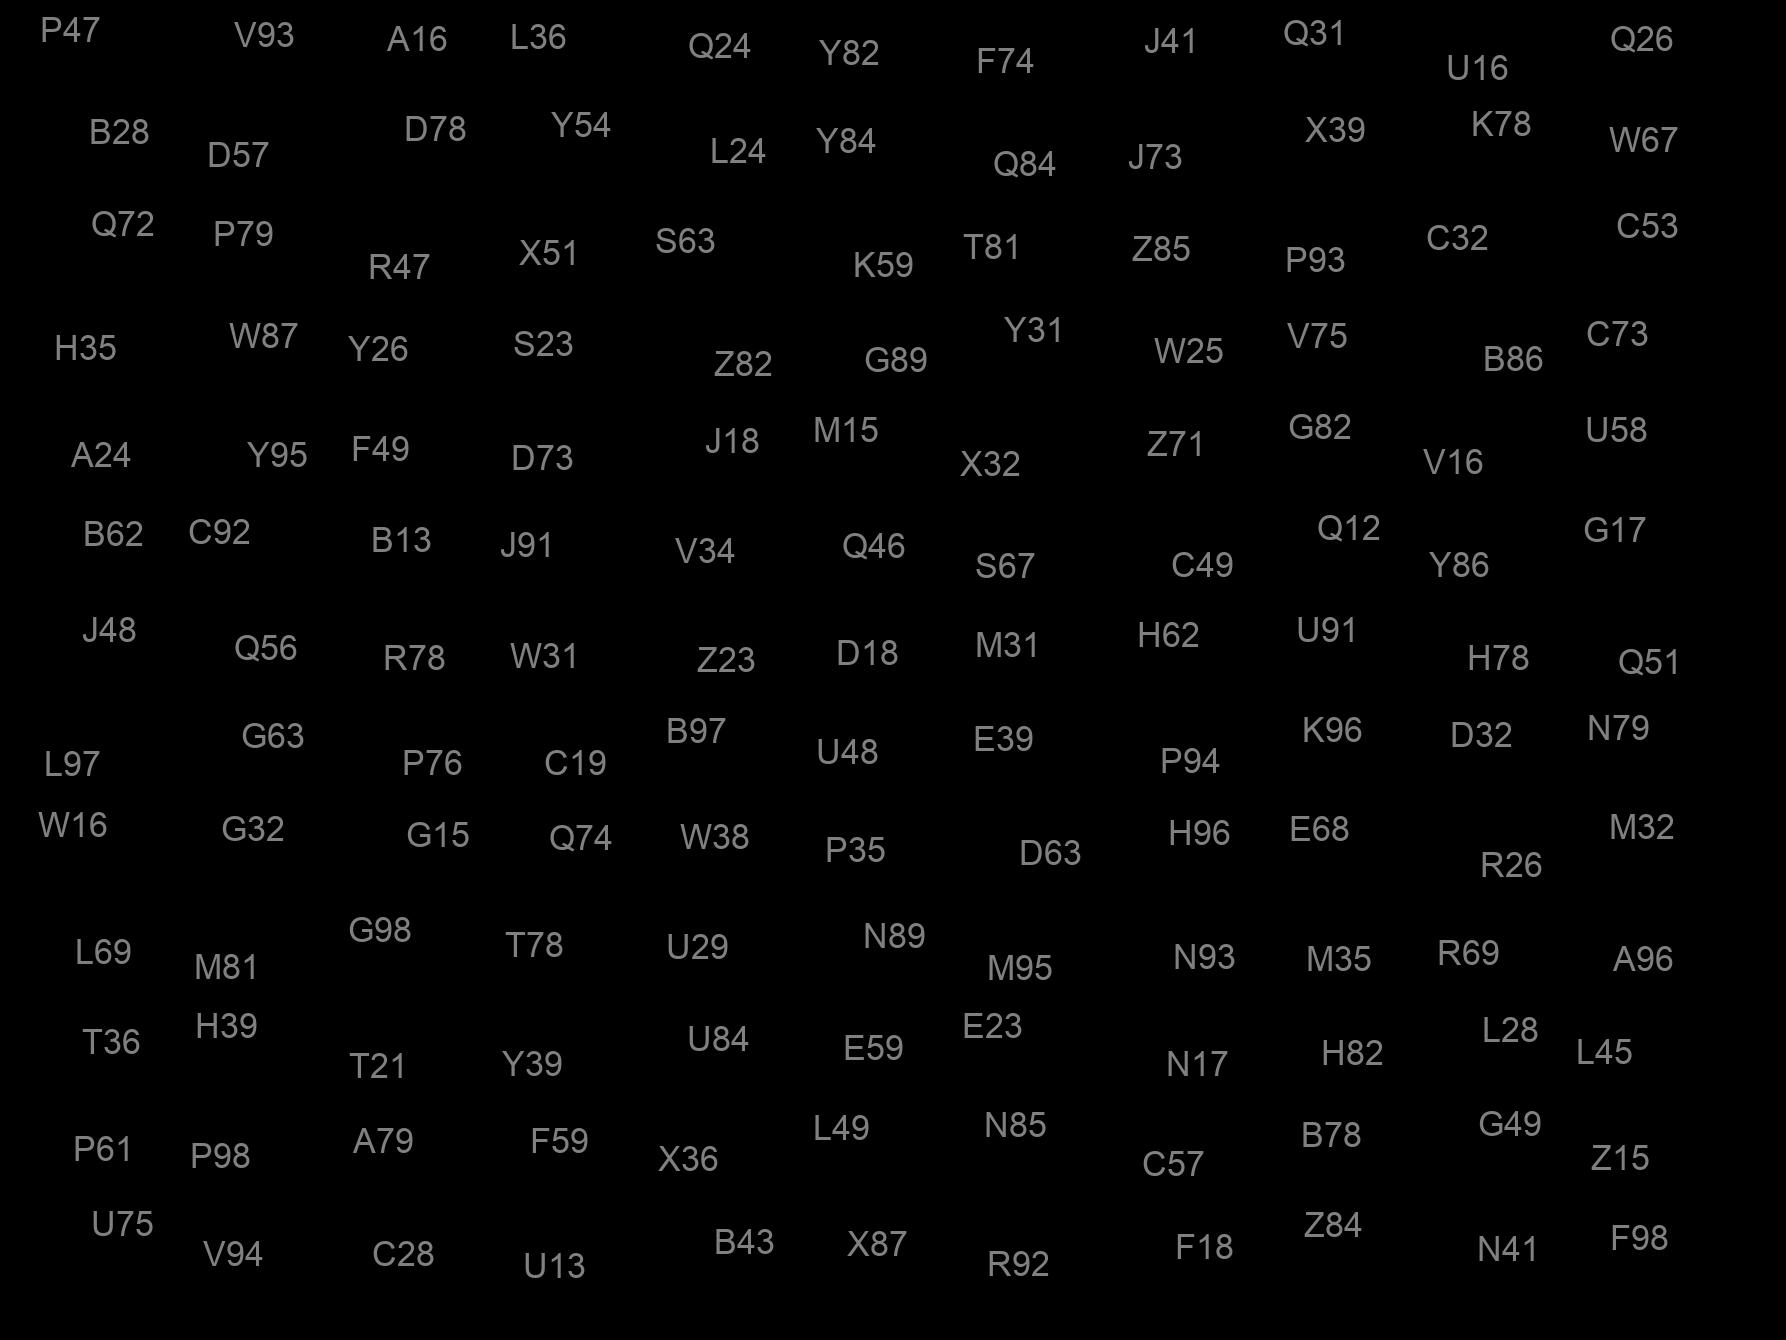 P47 V93 A16 L36 Q24 Y82 F74 J41 Q31 U16 Q26
B28 D57 D78 Y54 L24 Y84 Q84 J73 X39 K78 W67
Q72 P79 R47 X51 S63 K59 T81 Z85 P93 C32 C53
H35 W87 Y26 S23 Z82 G89 Y31 W25 V75 B86 C73
A24 Y95 F49 D73 J18 M15 X32 Z71 G82 V16 U58
B62 C92 B13 J91 V34 Q46 S67 C49 Q12 Y86 G17
J48 Q56 R78 W31 Z23 D18 M31 H62 U91 H78 Q51
L97 G63 P76 C19 B97 U48 E39 P94 K96 D32 N79
W16 G32 G15 Q74 W38 P35 D63 H96 E68 R26 M32
L69 M81 G98 T78 U29 N89 M95 N93 M35 R69 A96
T36 H39 T21 Y39 U84 E59 E23 N17 H82 L28 L45
P61 P98 A79 F59 X36 L49 N85 C57 B78 G49 Z15
U75 V94 C28 U13 B43 X87 R92 F18 Z84 N41 F98